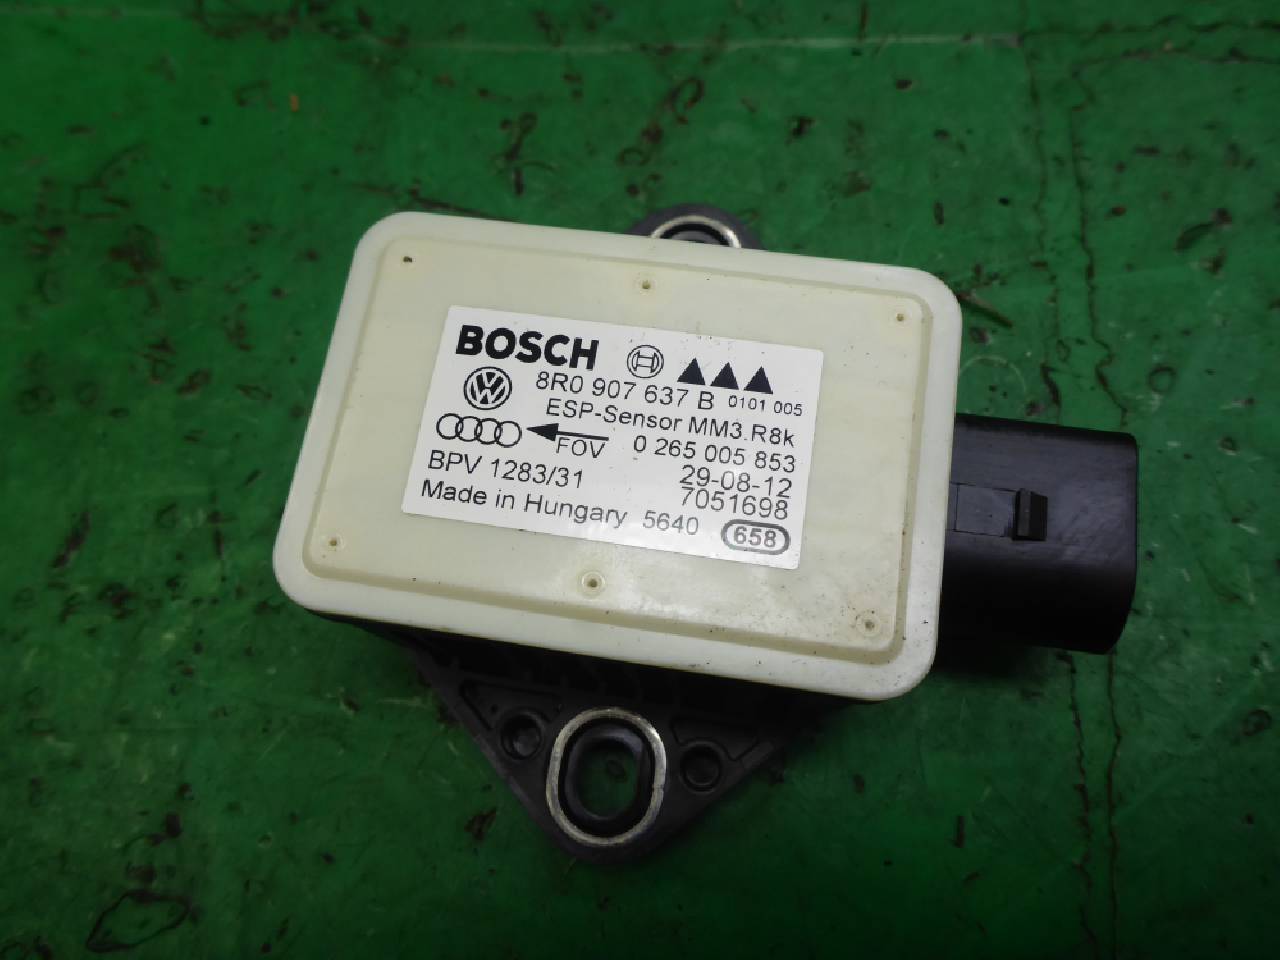 BOSCH
8R0 907 637 B 0101 005
ESP-Sensor MM3.R8k
FOV 0 265 005 853
BPV 1283/31 29-08-12
7051698
Made in Hungary 5640 658